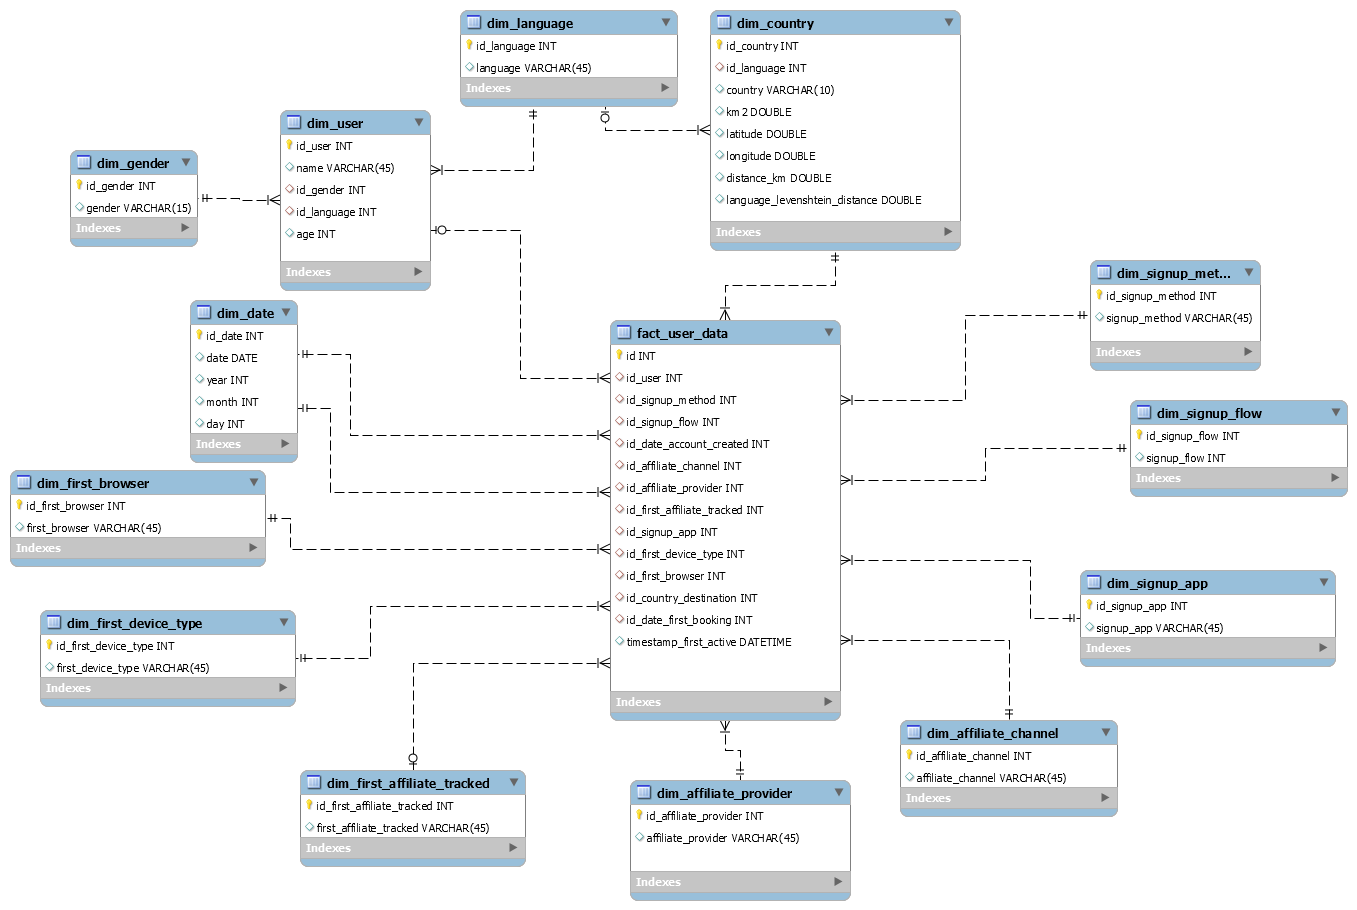 dim_language
id_language INT
language VARCHAR(45)
Indexes
dim_country
id_country INT
id_language INT
country VARCHAR(10)
km2 DOUBLE
latitude DOUBLE
longitude DOUBLE
distance_km DOUBLE
language_levenshtein_distance DOUBLE
Indexes
dim_user
id_user INT
name VARCHAR(45)
id_gender INT
id_language INT
age INT
Indexes
dim_gender
id_gender INT
gender VARCHAR(15)
Indexes
dim_signup_met...
id_signup_method INT
signup_method VARCHAR(45)
Indexes
dim_date
id_date INT
date DATE
year INT
month INT
day INT
Indexes
fact_user_data
id INT
id_user INT
id_signup_method INT
id_signup_flow INT
id_date_account_created INT
id_affiliate_channel INT
id_affiliate_provider INT
id_first_affiliate_tracked INT
id_signup_app INT
id_first_device_type INT
id_first_browser INT
id_country_destination INT
id_date_first_booking INT
timestamp_first_active DATETIME
Indexes
dim_signup_flow
id_signup_flow INT
signup_flow INT
Indexes
dim_first_browser
id_first_browser INT
first_browser VARCHAR(45)
Indexes
dim_signup_app
id_signup_app INT
signup_app VARCHAR(45)
Indexes
dim_first_device_type
id_first_device_type INT
first_device_type VARCHAR(45)
Indexes
dim_affiliate_channel
id_affiliate_channel INT
affiliate_channel VARCHAR(45)
Indexes
dim_first_affiliate_tracked
id_first_affiliate_tracked INT
first_affiliate_tracked VARCHAR(45)
Indexes
dim_affiliate_provider
id_affiliate_provider INT
affiliate_provider VARCHAR(45)
Indexes